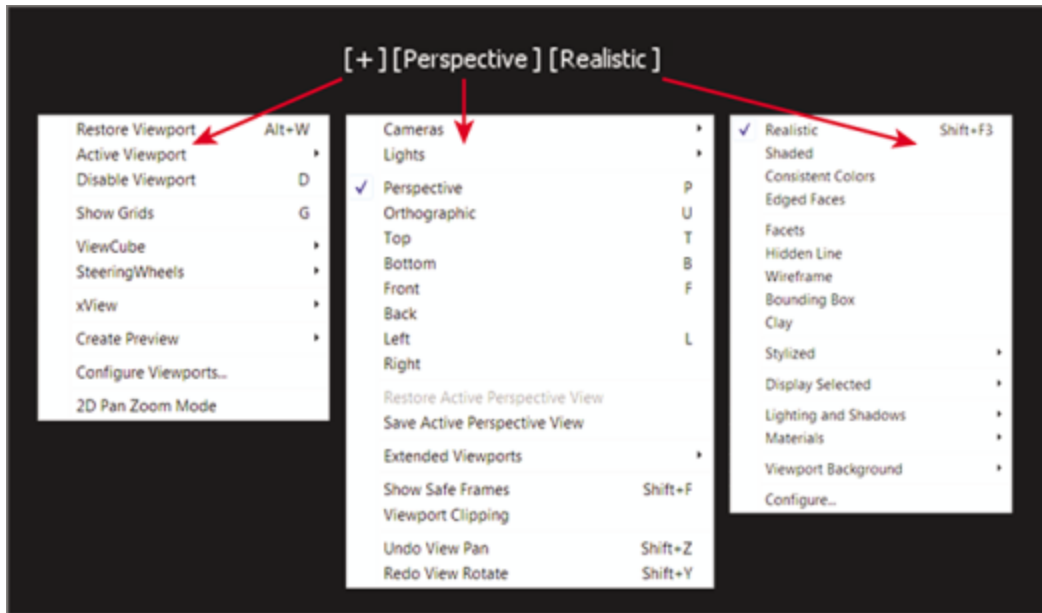 [+][Perspective][Realistic]
Restore Viewport Alt+W
Active Viewport
Disable Viewport D
Show Grids G
ViewCube
SteeringWheels
xView
Create Preview
Configure Viewports...
2D Pan Zoom Mode
Cameras
Lights
Perspective P
Orthographic U
Top T
Bottom B
Front F
Back
Left L
Right
Restore Active Perspective View
Save Active Perspective View
Extended Viewports
Show Safe Frames Shift+F
Viewport Clipping
Undo View Pan Shift+Z
Redo View Rotate Shift+Y
Realistic Shift+F3
Shaded
Consistent Colors
Edged Faces
Facets
Hidden Line
Wireframe
Bounding Box
Clay
Stylized
Display Selected
Lighting and Shadows
Materials
Viewport Background
Configure...